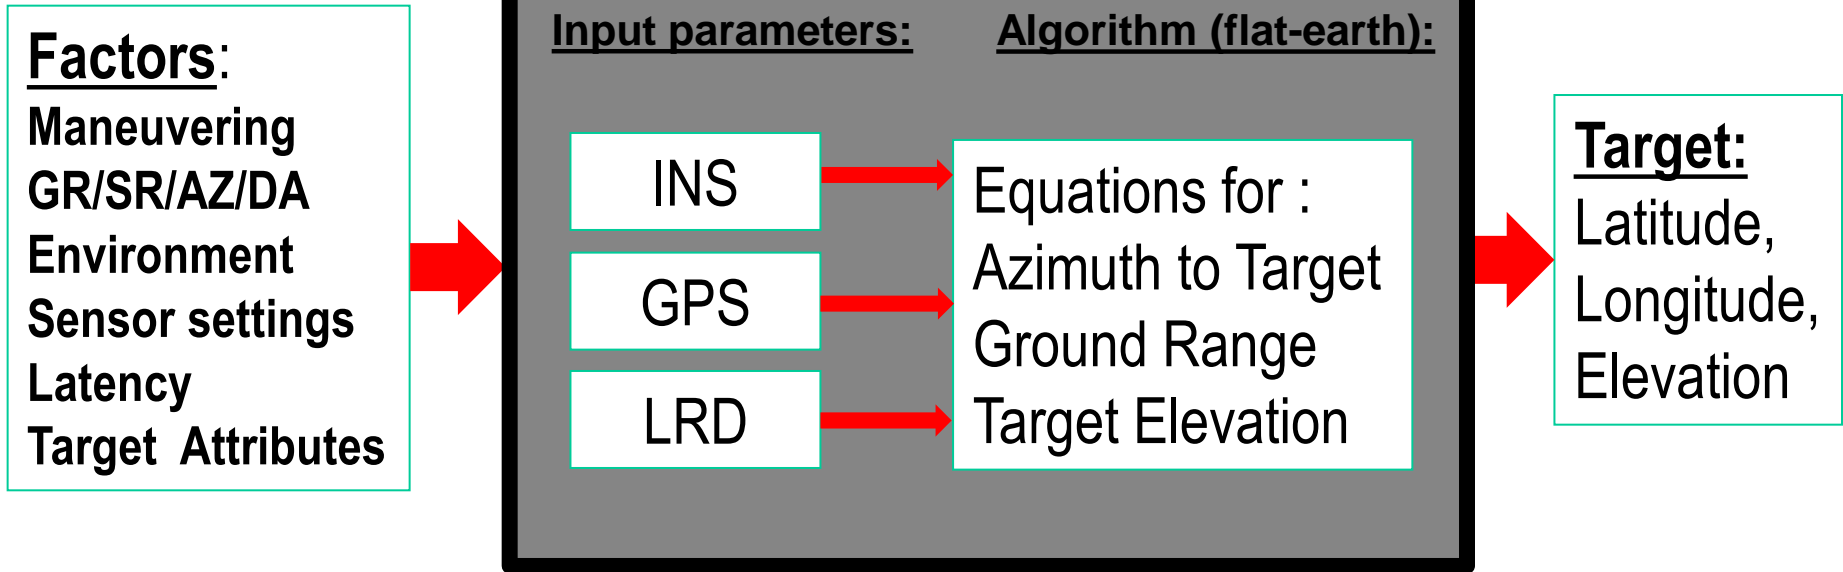 Factors:
Maneuvering
GR/SR/AZ/DA
Environment
Sensor settings
Latency
Target Attributes
Input parameters:
INS
GPS
LRD
Algorithm (flat-earth):
Equations for :
Azimuth to Target
Ground Range
Target Elevation
Target:
Latitude,
Longitude,
Elevation